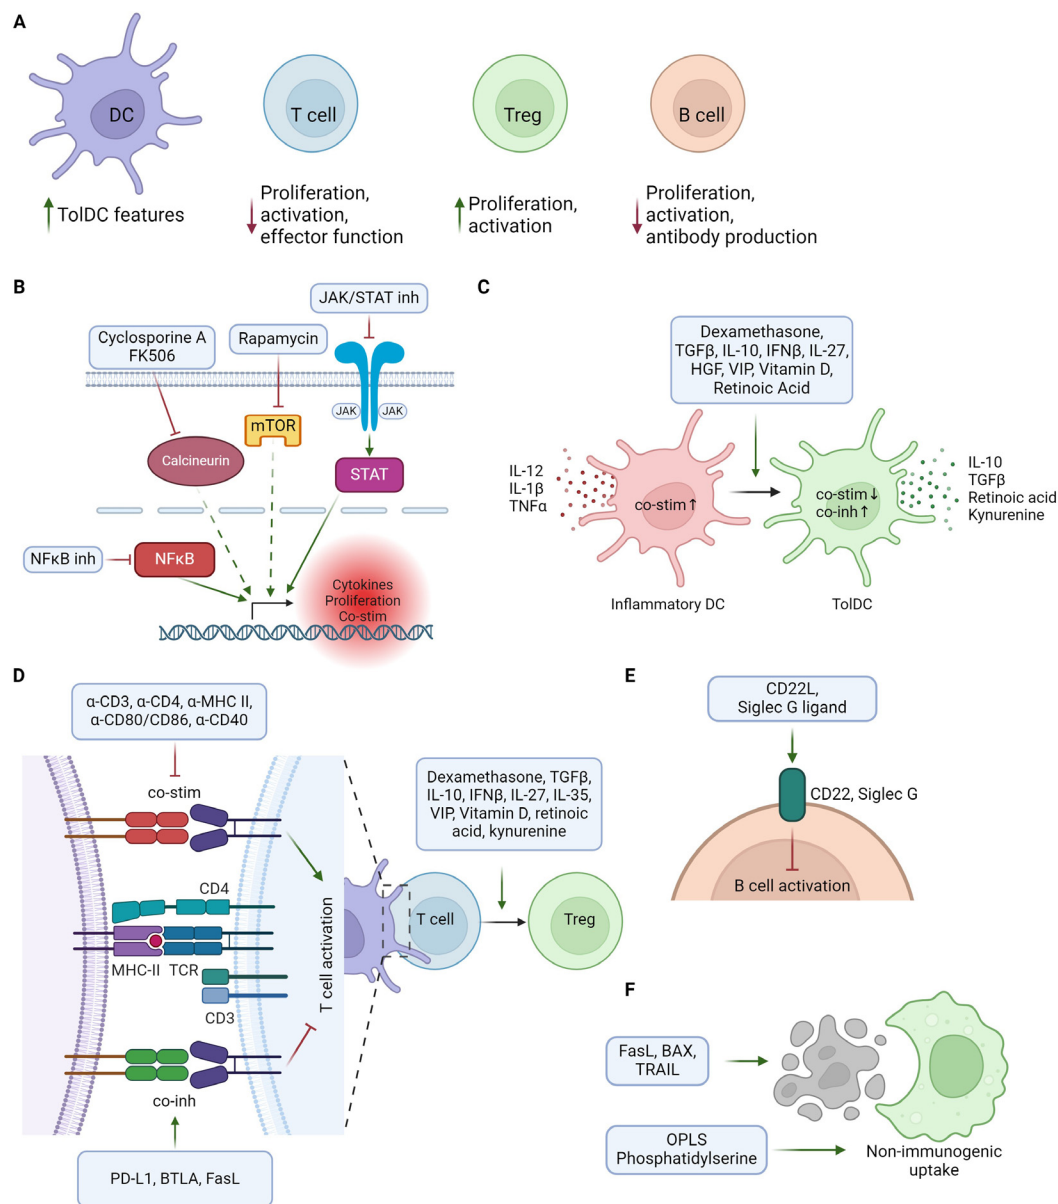 A
DC
T cell
Treg
B cell
TolDC features
Proliferation,
activation,
effector function
Proliferation,
activation
Proliferation,
activation,
antibody production
B
JAK/STAT inh
Cyclosporine A
FK506
Rapamycin
JAK
JAK
mTOR
Calcineurin
STAT
NFκB inh
NFκB
Cytokines
Proliferation
Co-stim
C
Dexamethasone,
TGFβ, IL-10, IFNβ, IL-27,
HGF, VIP, Vitamin D,
Retinoic Acid
IL-12
IL-1β
TNFα
co-stim↑
co-stim↓
co-inh↑
IL-10
TGFβ
Retinoic acid
Kynurenine
Inflammatory DC
TolDC
D
α-CD3, α-CD4, α-MHC II,
α-CD80/CD86, α-CD40
co-stim
CD4
MHC-II
TCR
CD3
co-inh
PD-L1, BTLA, FasL
T cell activation
Dexamethasone, TGFβ,
IL-10, IFNβ, IL-27, IL-35,
VIP, Vitamin D, retinoic
acid, kynurenine
T cell
Treg
E
CD22L,
Siglec G ligand
CD22, Siglec G
B cell activation
F
FasL, BAX,
TRAIL
OPLS
Phosphatidylserine
Non-immunogenic
uptake